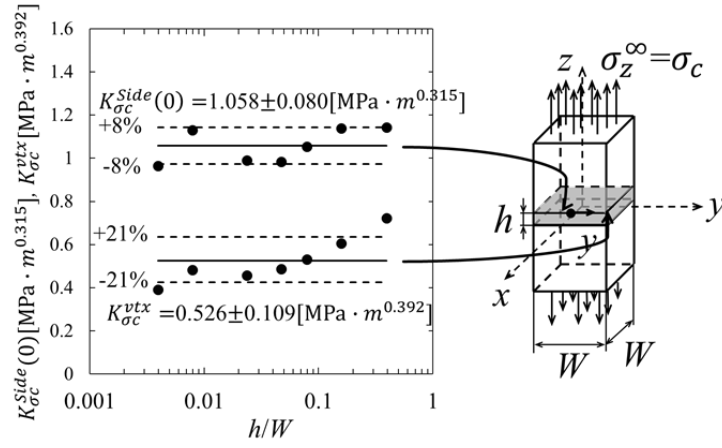 K_{σc}^{Side}(0)[MPa · m^{0.315}], K_{σc}^{vtx}[MPa · m^{0.392}]
1.6
1.4
1.2
1
0.8
0.6
0.4
0.2
0
K_{σc}^{Side}(0)=1.058±0.080[MPa · m^{0.315}]
+8%
-8%
+21%
-21%
K_{σc}^{vtx}=0.526±0.109[MPa · m^{0.392}]
0.001
0.01
0.1
1
h/W
z
σ_z^∞=σ_c
y
h
y
x
W
W